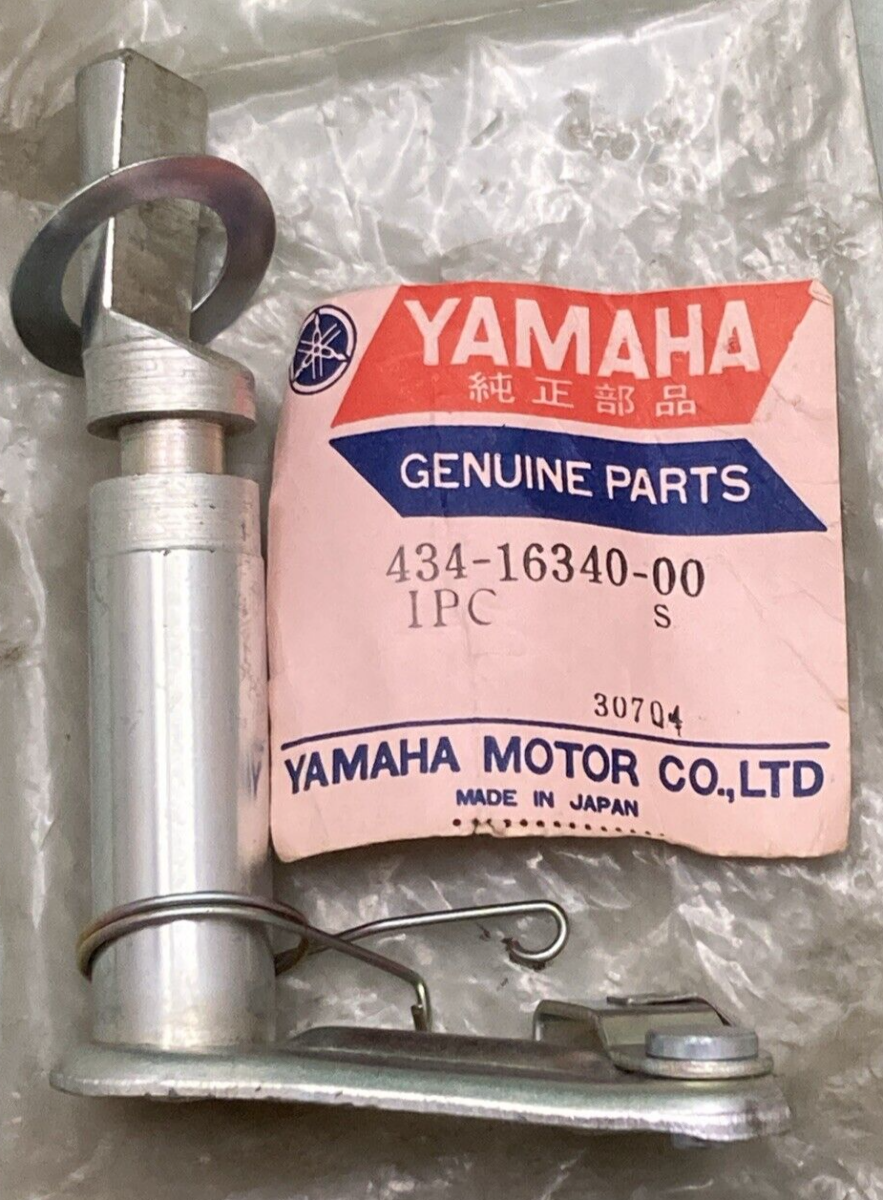 YAMAHA
純正部品
GENUINE PARTS
434-16340-00
1PC S
30704
YAMAHA MOTOR CO.,LTD
MADE IN JAPAN